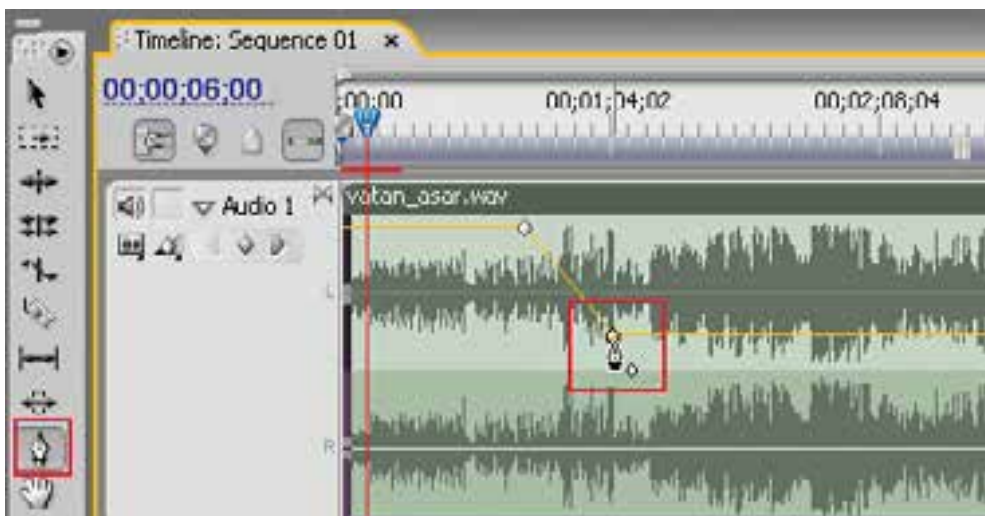 Timeline: Sequence 01 ×
00;00;06;00
;00;00 00;01;04;02 00;02;08;04
Audio 1
vatan_asar.wav
L
R